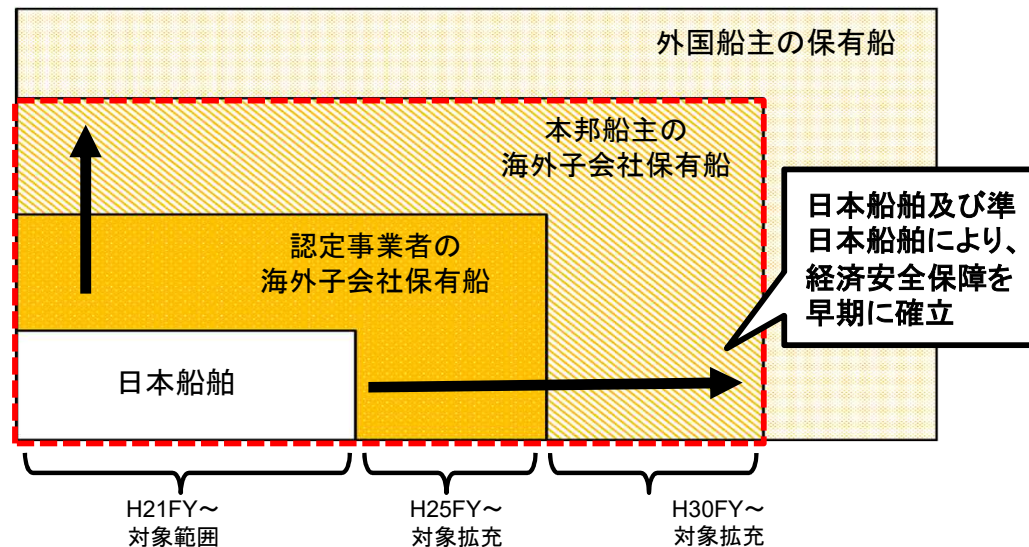 外国船主の保有船
本邦船主の
海外子会社保有船
認定事業者の
海外子会社保有船
日本船舶及び準
日本船舶により、
経済安全保障を
早期に確立
日本船舶
H21FY～
対象範囲
H25FY～
対象拡充
H30FY～
対象拡充